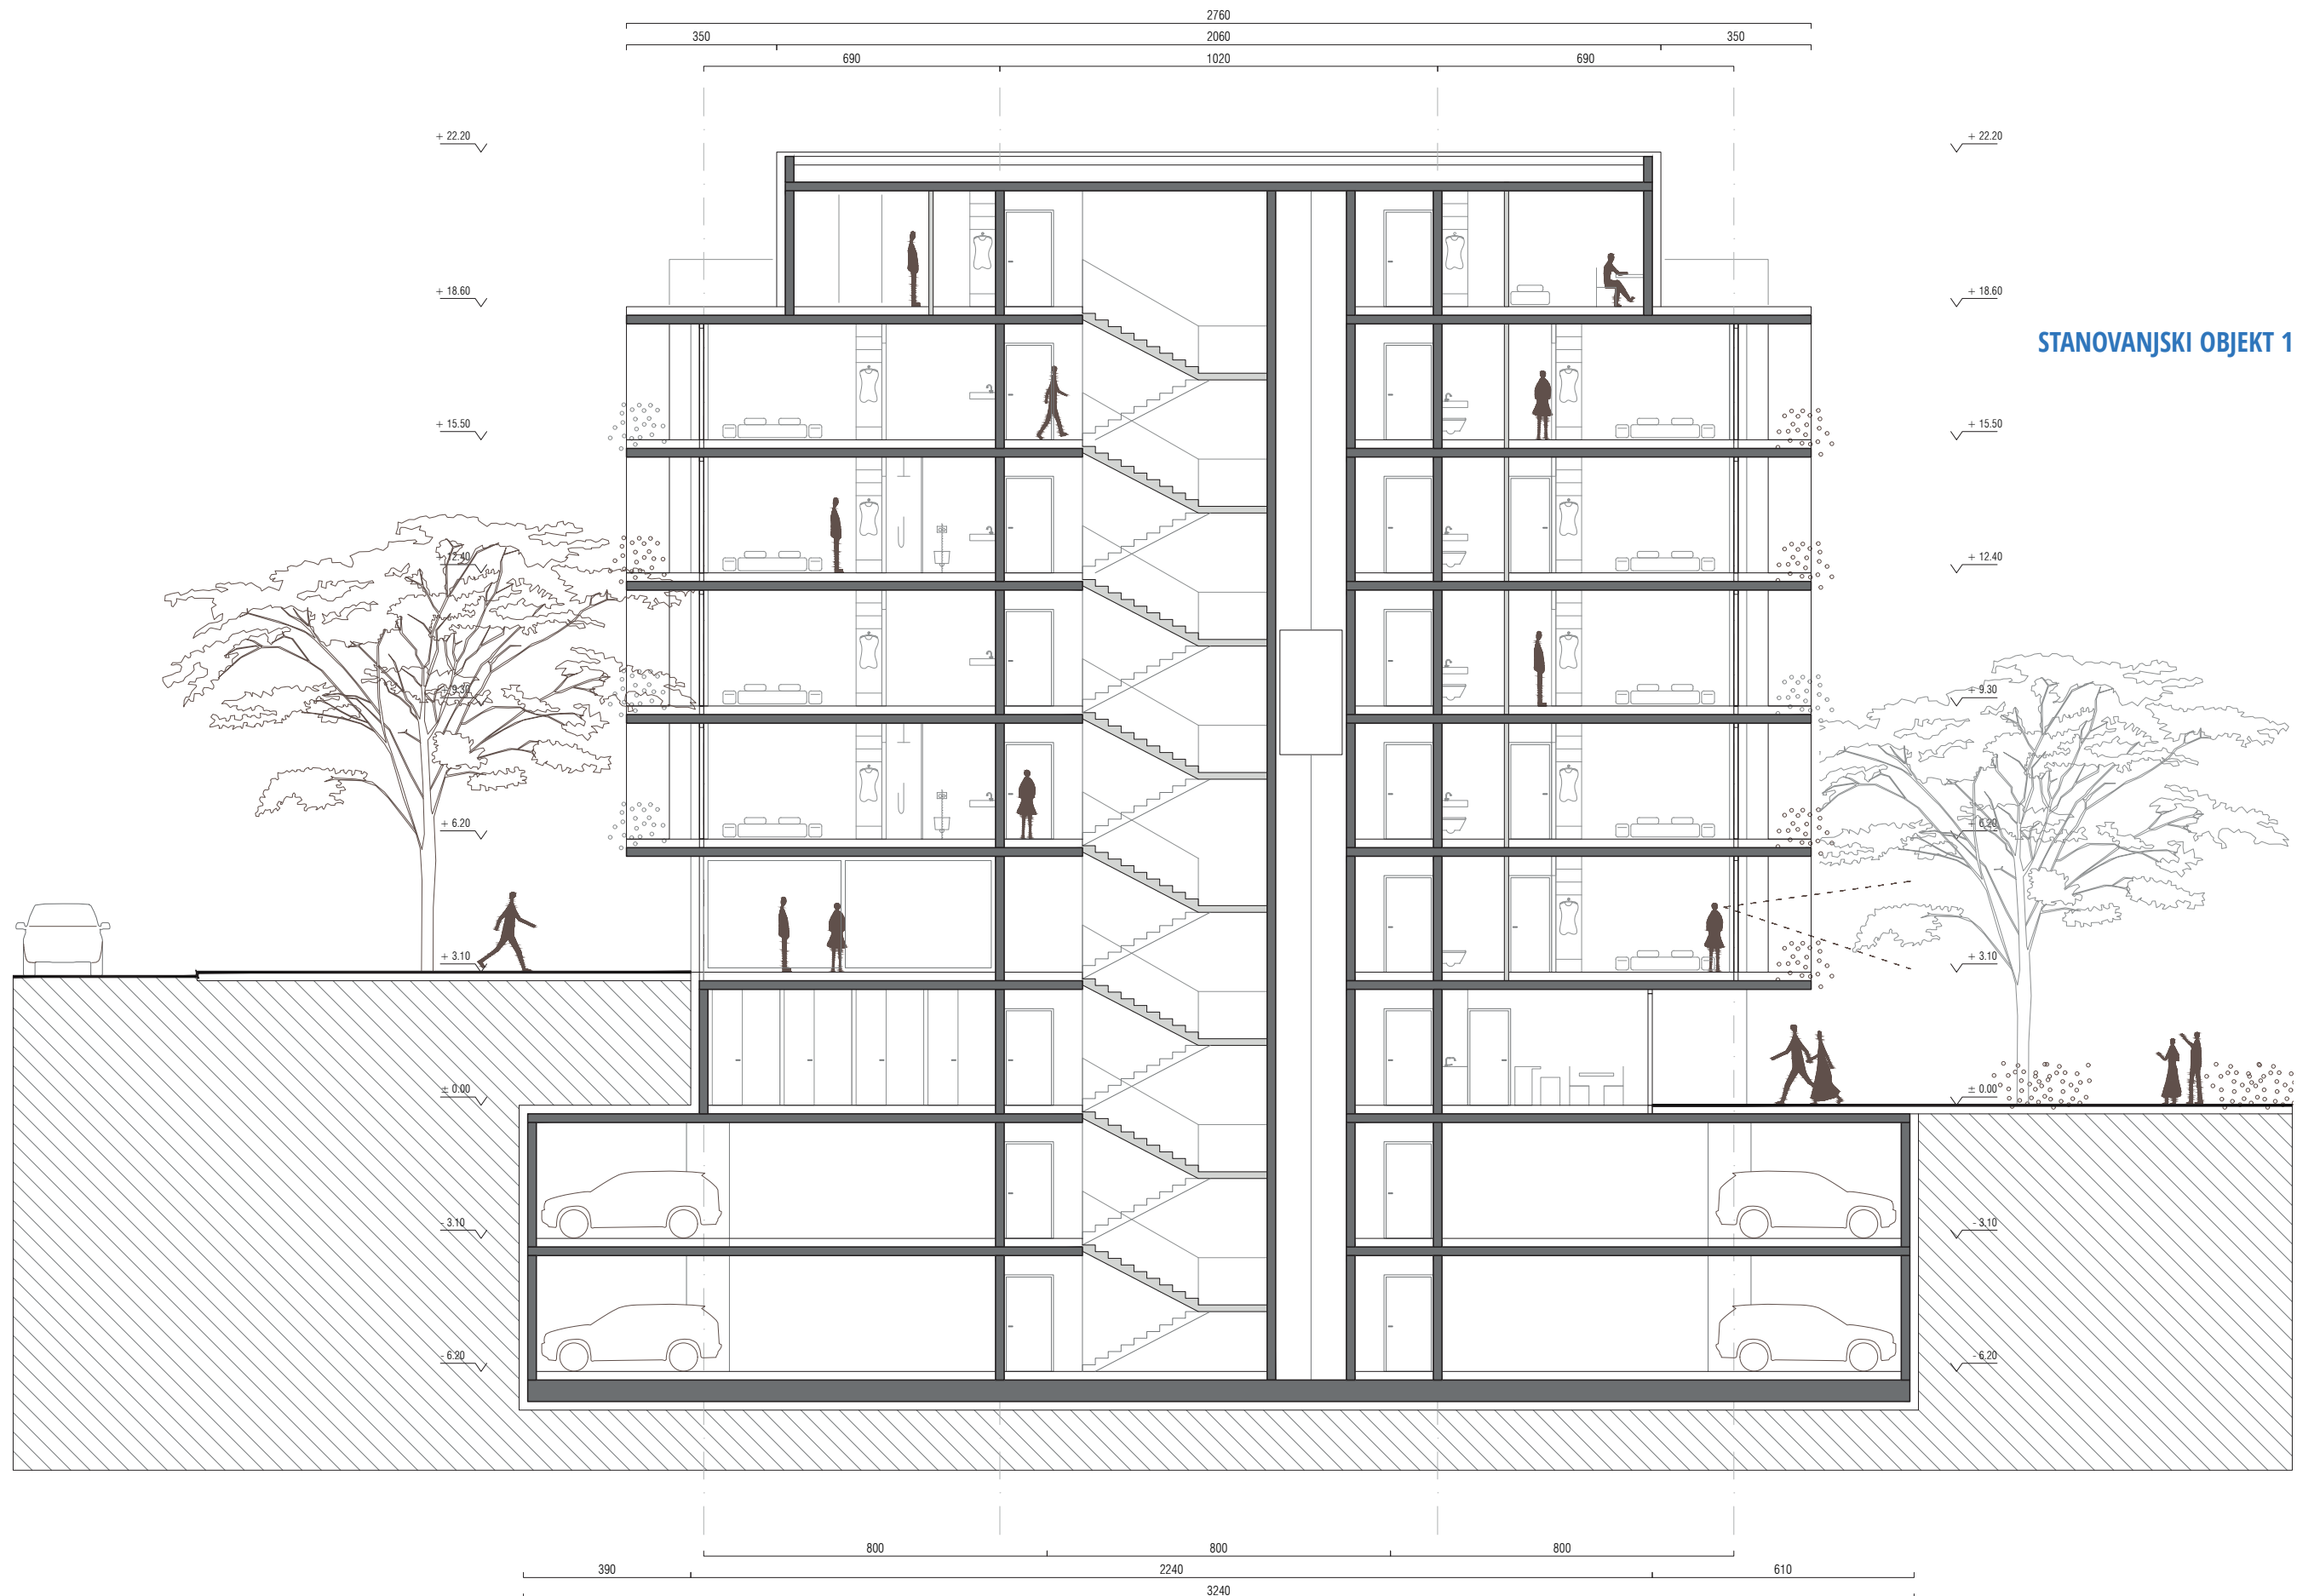 2760
350 2060 350
690 1020 690
+ 22.20 + 22.20
+ 18.60 + 18.60
STANOVANJSKI OBJEKT 1
+ 15.50 + 15.50
+ 12.40 + 12.40
+ 9.30 + 9.30
+ 6.20 + 6.20
+ 3.10 + 3.10
± 0.00 ± 0.00
- 3.10 - 3.10
- 6.20 - 6.20
800 800 800
390 2240 610
3240